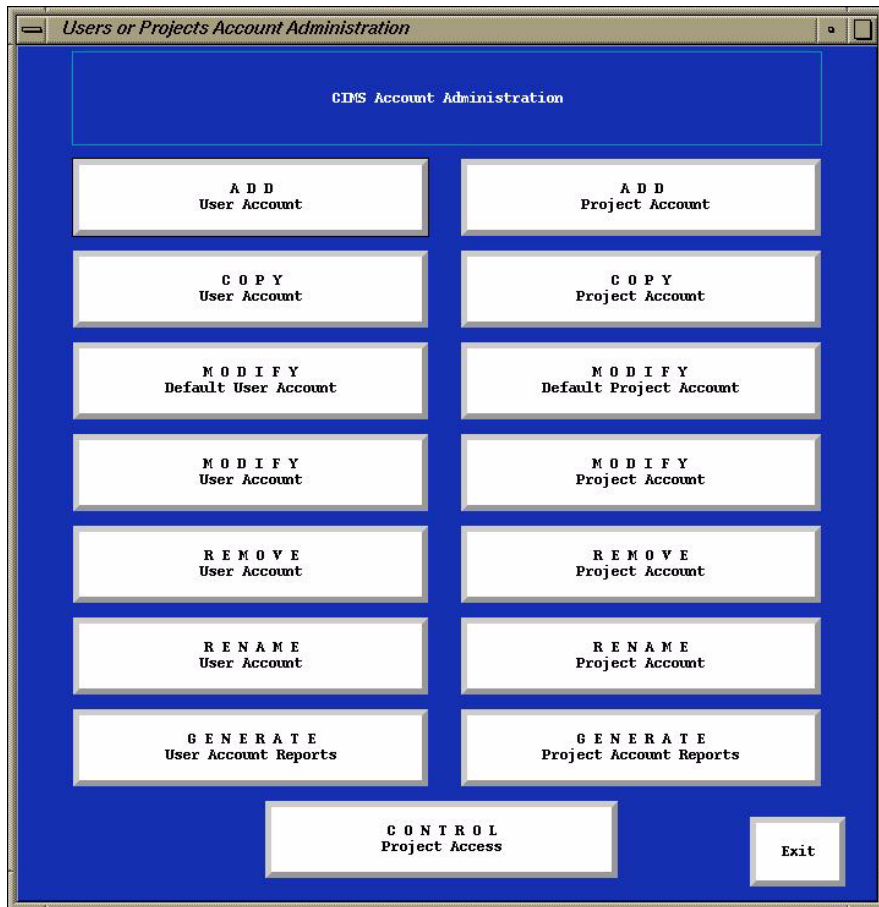 Users or Projects Account Administration
CIMS Account Administration
A D D
User Account
A D D
Project Account
C O P Y
User Account
C O P Y
Project Account
M O D I F Y
Default User Account
M O D I F Y
Default Project Account
M O D I F Y
User Account
M O D I F Y
Project Account
R E M O V E
User Account
R E M O V E
Project Account
R E N A M E
User Account
R E N A M E
Project Account
G E N E R A T E
User Account Reports
G E N E R A T E
Project Account Reports
C O N T R O L
Project Access
Exit